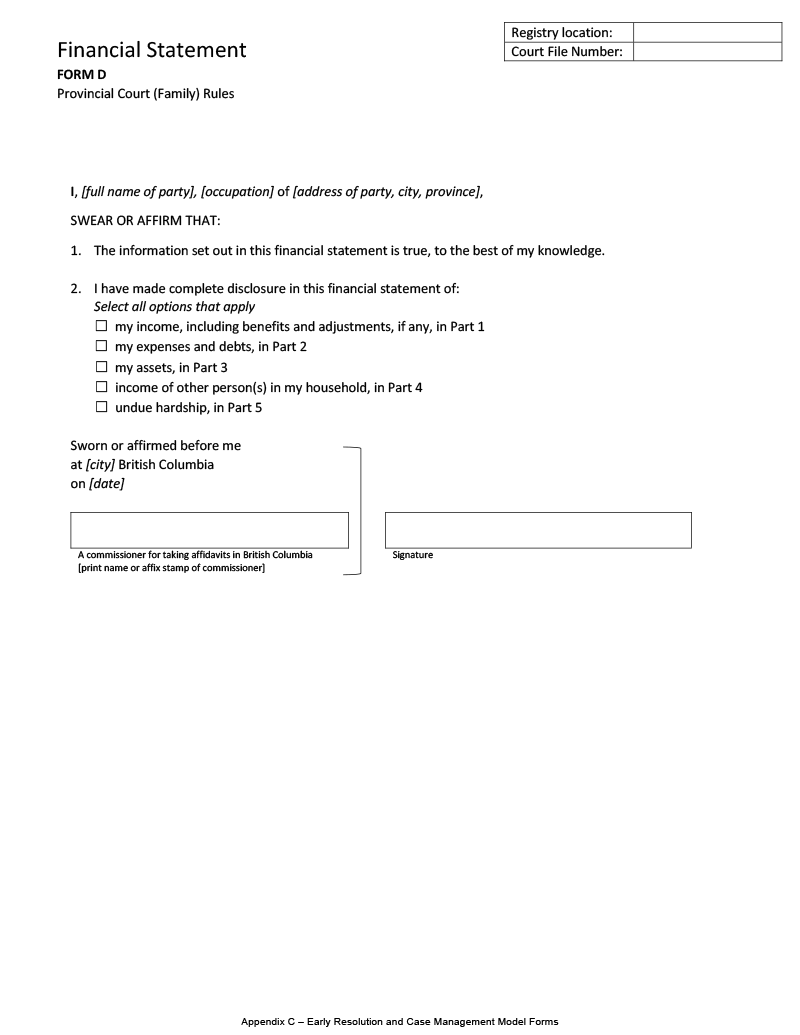 Registry location:
Court File Number:
Financial Statement
FORM D
Provincial Court (Family) Rules
I, [full name of party], [occupation] of [address of party, city, province],
SWEAR OR AFFIRM THAT:
1. The information set out in this financial statement is true, to the best of my knowledge.
2. I have made complete disclosure in this financial statement of:
Select all options that apply
☐ my income, including benefits and adjustments, if any, in Part 1
☐ my expenses and debts, in Part 2
☐ my assets, in Part 3
☐ income of other person(s) in my household, in Part 4
☐ undue hardship, in Part 5
Sworn or affirmed before me
at [city] British Columbia
on [date]
A commissioner for taking affidavits in British Columbia
[print name or affix stamp of commissioner]
Signature
Appendix C – Early Resolution and Case Management Model Forms